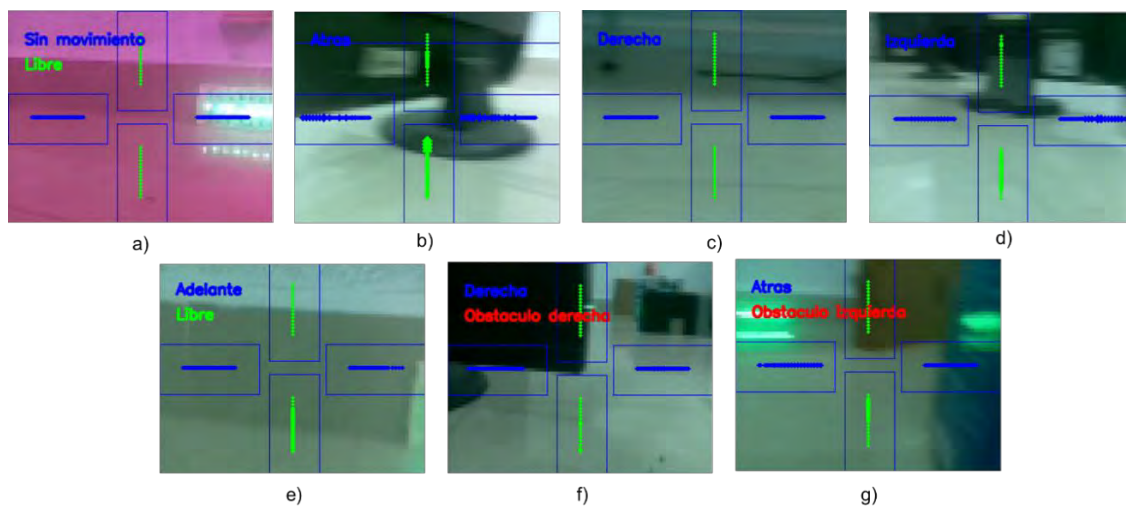 Sin movimiento
Libre
a)
Atras
b)
Derecha
c)
Izquierda
d)
Adelante
Libre
e)
Derecha
Obstaculo derecha
f)
Atras
Obstaculo Izquierda
g)